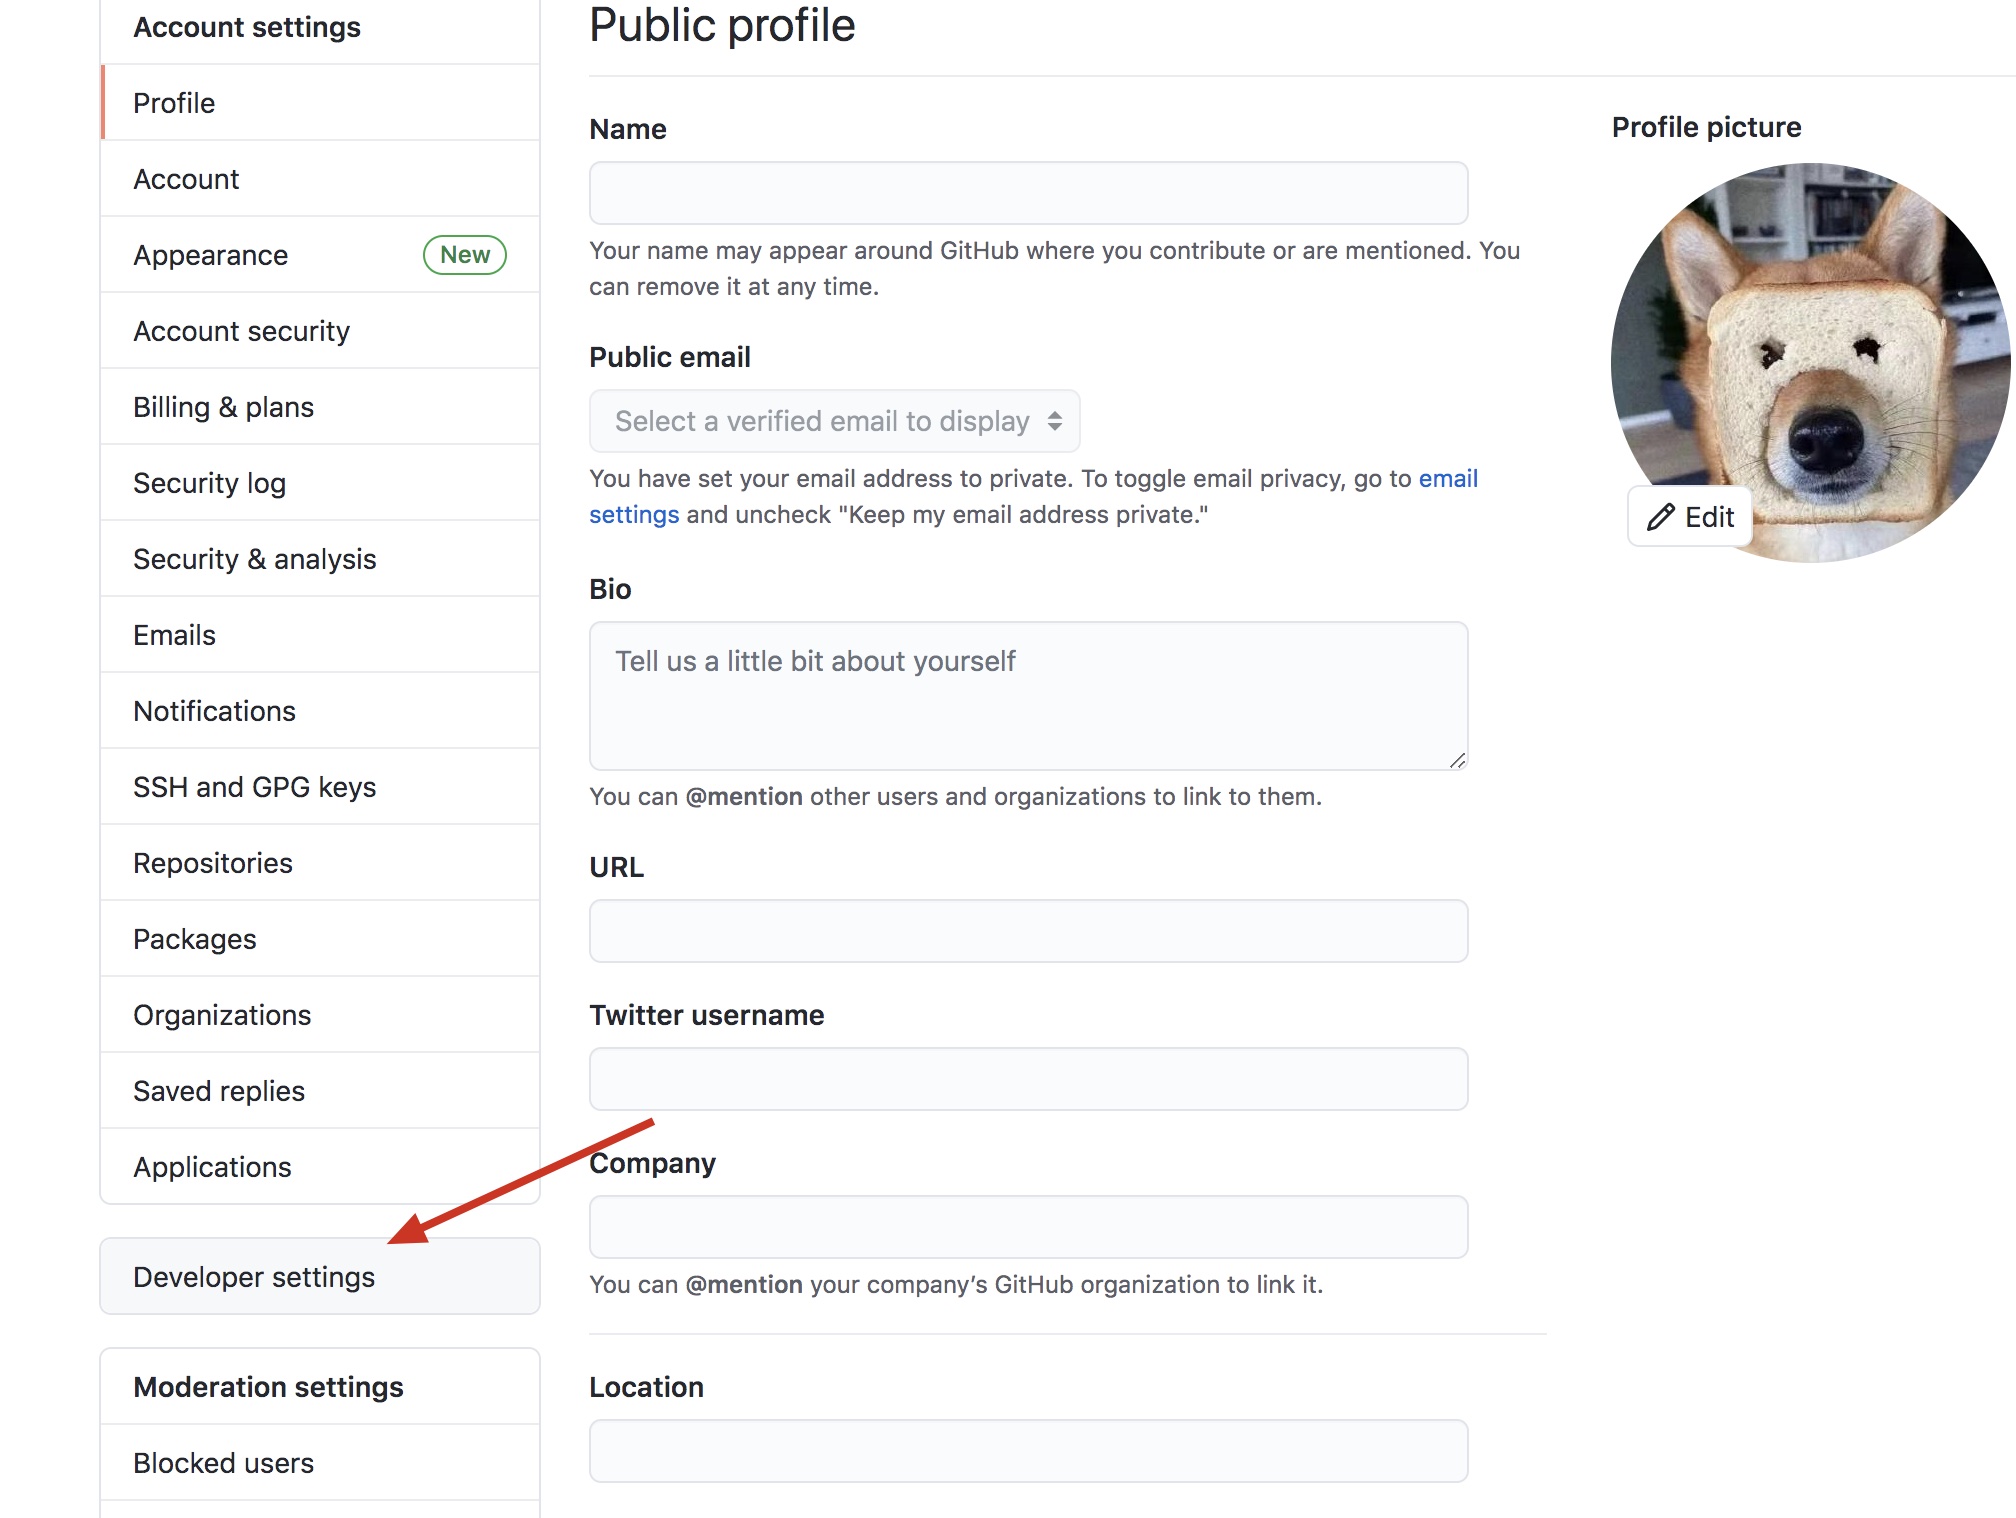 Account settings
Profile
Account
Appearance New
Account security
Billing & plans
Security log
Security & analysis
Emails
Notifications
SSH and GPG keys
Repositories
Packages
Organizations
Saved replies
Applications
Developer settings
Moderation settings
Blocked users
Public profile
Name
Your name may appear around GitHub where you contribute or are mentioned. You
can remove it at any time.
Public email
Select a verified email to display
You have set your email address to private. To toggle email privacy, go to email
settings and uncheck "Keep my email address private."
Bio
Tell us a little bit about yourself
You can @mention other users and organizations to link to them.
URL
Twitter username
Company
You can @mention your company’s GitHub organization to link it.
Location
Profile picture
Edit